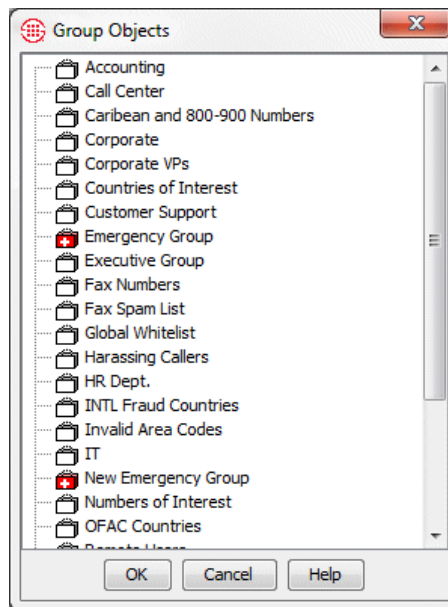 Group Objects
Accounting
Call Center
Caribean and 800-900 Numbers
Corporate
Corporate VPs
Countries of Interest
Customer Support
Emergency Group
Executive Group
Fax Numbers
Fax Spam List
Global Whitelist
Harassing Callers
HR Dept.
INTL Fraud Countries
Invalid Area Codes
IT
New Emergency Group
Numbers of Interest
OFAC Countries
Remote Users
OK Cancel Help